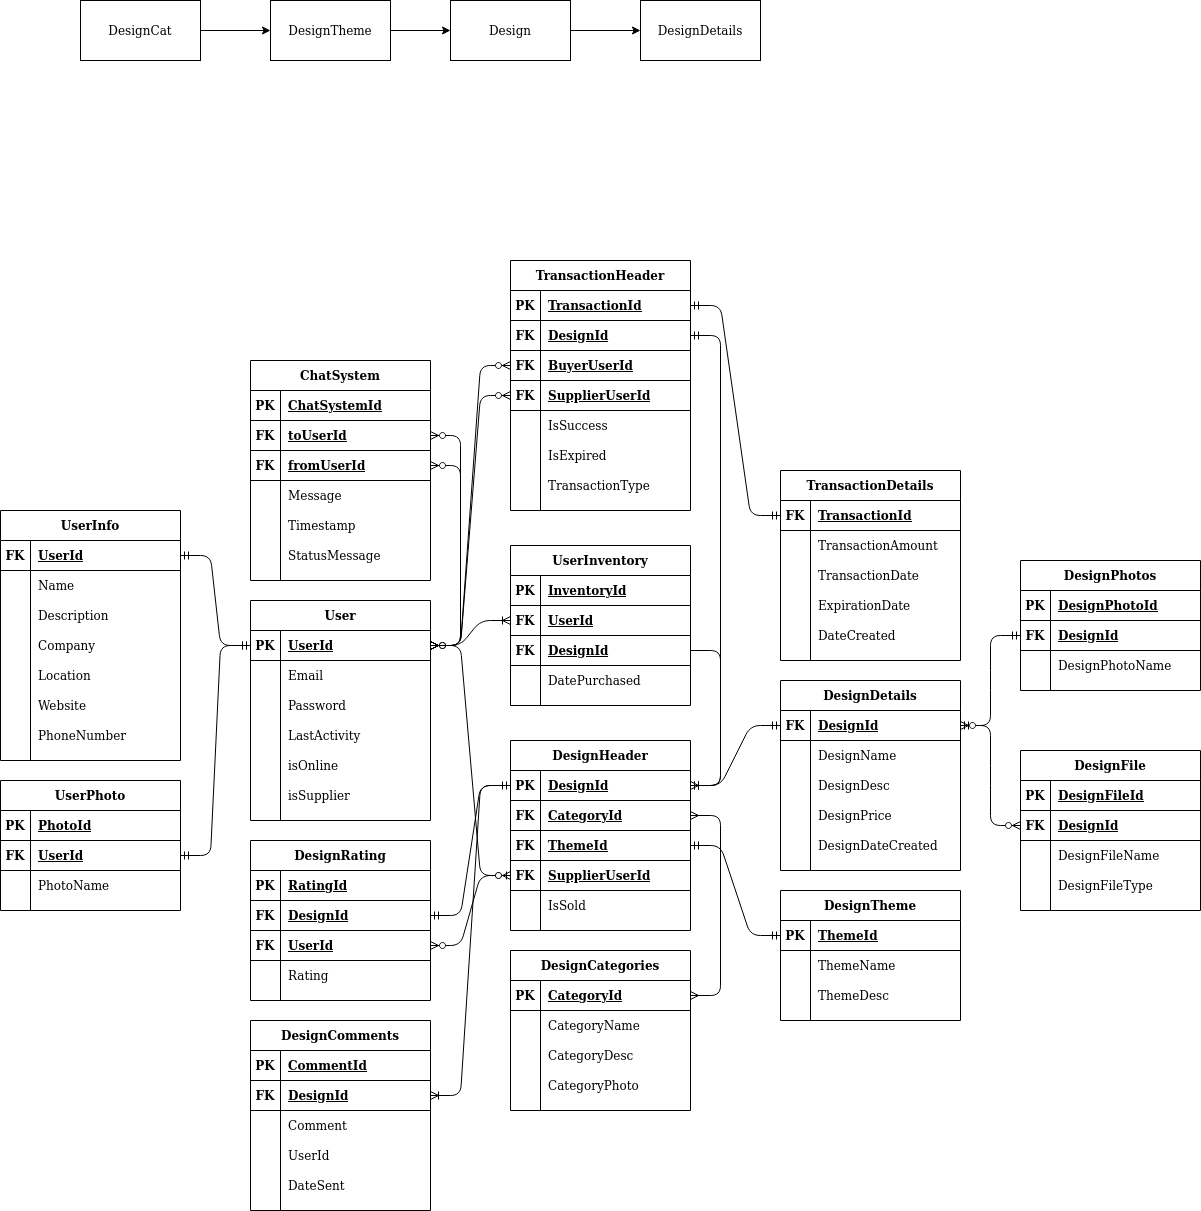 DesignCat
DesignTheme
Design
DesignDetails
TransactionHeader
PK TransactionId
FK DesignId
FK BuyerUserId
FK SupplierUserId
IsSuccess
IsExpired
TransactionType
ChatSystem
PK ChatSystemId
FK toUserId
FK fromUserId
Message
Timestamp
StatusMessage
TransactionDetails
FK TransactionId
TransactionAmount
TransactionDate
ExpirationDate
DateCreated
UserInfo
FK UserId
Name
Description
Company
Location
Website
PhoneNumber
UserInventory
PK InventoryId
FK UserId
FK DesignId
DatePurchased
DesignPhotos
PK DesignPhotoId
FK DesignId
DesignPhotoName
User
PK UserId
Email
Password
LastActivity
isOnline
isSupplier
DesignDetails
FK DesignId
DesignName
DesignDesc
DesignPrice
DesignDateCreated
DesignHeader
PK DesignId
FK CategoryId
FK ThemeId
FK SupplierUserId
IsSold
DesignFile
PK DesignFileId
FK DesignId
DesignFileName
DesignFileType
UserPhoto
PK PhotoId
FK UserId
PhotoName
DesignRating
PK RatingId
FK DesignId
FK UserId
Rating
DesignTheme
PK ThemeId
ThemeName
ThemeDesc
DesignCategories
PK CategoryId
CategoryName
CategoryDesc
CategoryPhoto
DesignComments
PK CommentId
FK DesignId
Comment
UserId
DateSent